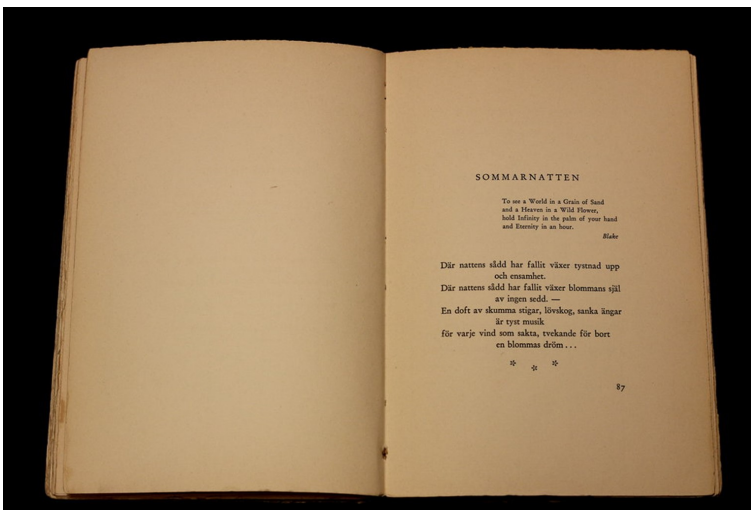 SOMMARNATTEN
To see a World in a Grain of Sand
and a Heaven in a Wild Flower,
hold Infinity in the palm of your hand
and Eternity in an hour.
Blake
Där nattens sådd har fallit växer tystnad upp
och ensamhet.
Där nattens sådd har fallit växer blommans själ
av ingen sedd. —
En doft av skumma stigar, lövskog, sanka ängar
är tyst musik
för varje vind som sakta, tvekande för bort
en blommas dröm...
* * *
87